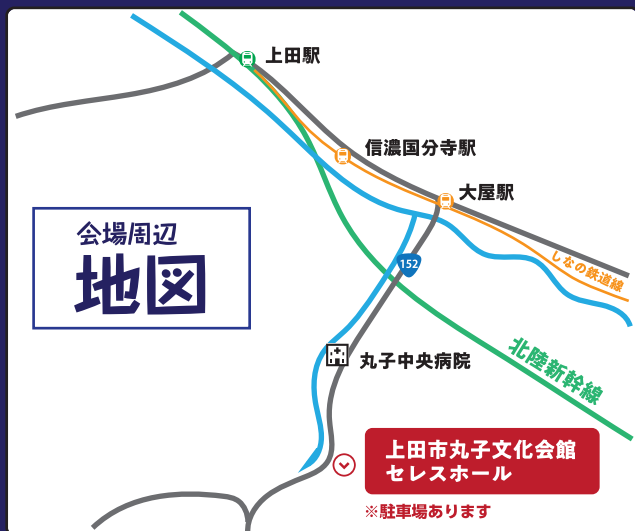 上田駅
信濃国分寺駅
大屋駅
会場周辺
地図
しなの鉄道線
152
北陸新幹線
丸子中央病院
上田市丸子文化会館
セレスホール
※駐車場あります